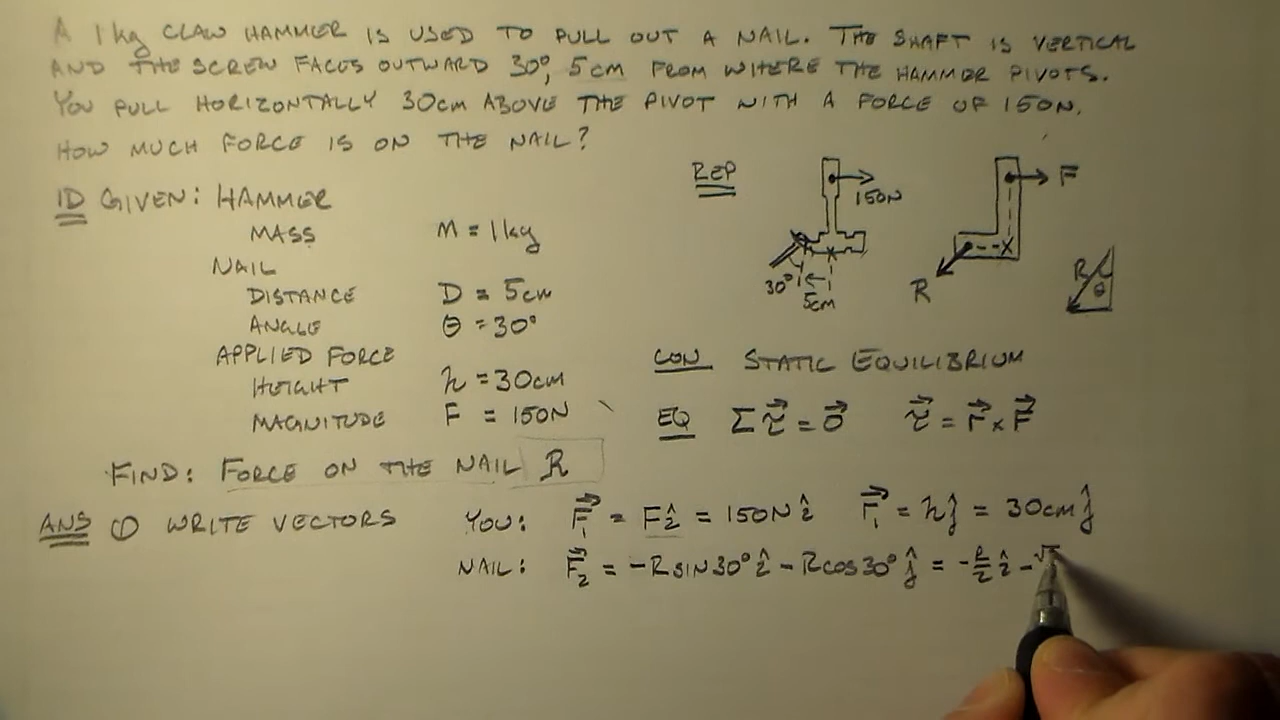 A 1kg CLAW HAMMER IS USED TO PULL OUT A NAIL. THE SHAFT IS VERTICAL
AND THE SCREW FACES OUTWARD 30°, 5cm FROM WHERE THE HAMMER PIVOTS.
YOU PULL HORIZONTALLY 30cm ABOVE THE PIVOT WITH A FORCE OF 150N.
HOW MUCH FORCE IS ON THE NAIL?
ID GIVEN: HAMMER
MASS M = 1kg
NAIL
DISTANCE D = 5cm
ANGLE θ = 30°
APPLIED FORCE
HEIGHT h = 30cm
MAGNITUDE F = 150N
FIND: FORCE ON THE NAIL R
REP
150N
30°
5cm
F
R
R
θ
CON STATIC EQUILIBRIUM
EQ Σ τ⃗ = 0⃗ τ⃗ = r⃗ × F⃗
ANS ① WRITE VECTORS YOU: F⃗₁ = F î = 150N î r⃗₁ = h ĵ = 30cm ĵ
NAIL: F⃗₂ = -R SIN 30° î - R COS 30° ĵ = -R/2 î - √